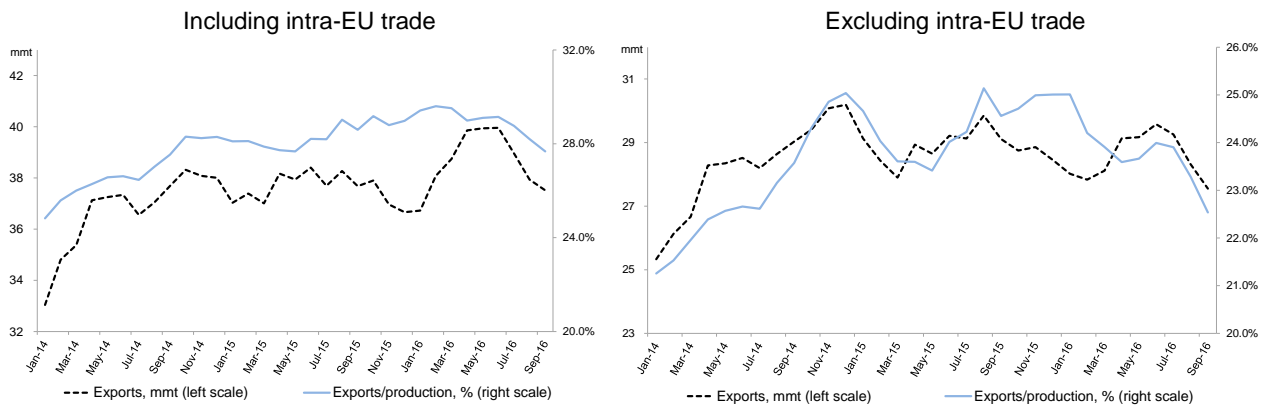 Including intra-EU trade
mmt
42
40
38
36
34
32
32.0%
28.0%
24.0%
20.0%
Jan-14
Mar-14
May-14
Jul-14
Sep-14
Nov-14
Jan-15
Mar-15
May-15
Jul-15
Sep-15
Nov-15
Jan-16
Mar-16
May-16
Jul-16
Sep-16
Exports, mmt (left scale)
Exports/production, % (right scale)
Excluding intra-EU trade
mmt
31
29
27
25
23
26.0%
25.0%
24.0%
23.0%
22.0%
21.0%
20.0%
Jan-14
Mar-14
May-14
Jul-14
Sep-14
Nov-14
Jan-15
Mar-15
May-15
Jul-15
Sep-15
Nov-15
Jan-16
Mar-16
May-16
Jul-16
Sep-16
Exports, mmt (left scale)
Exports/production, % (right scale)